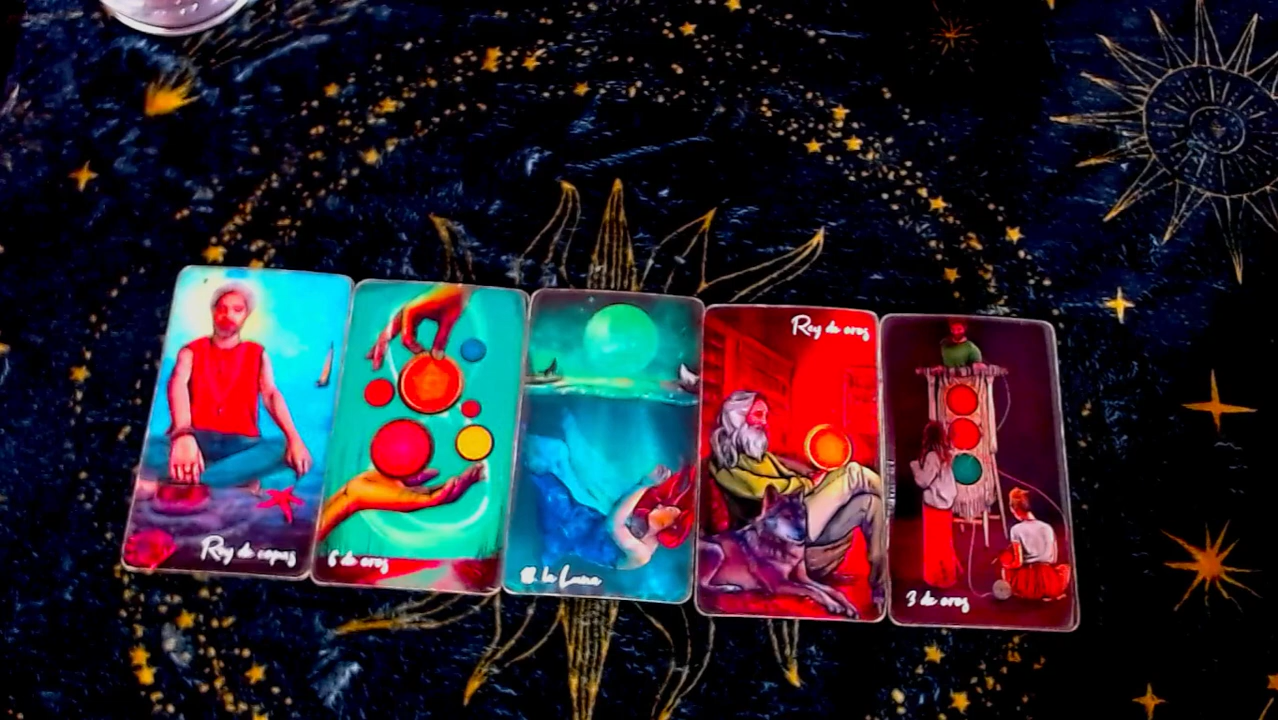 Rey de copas
6 de oros
18. la Luna
Rey de oros
3 de oros